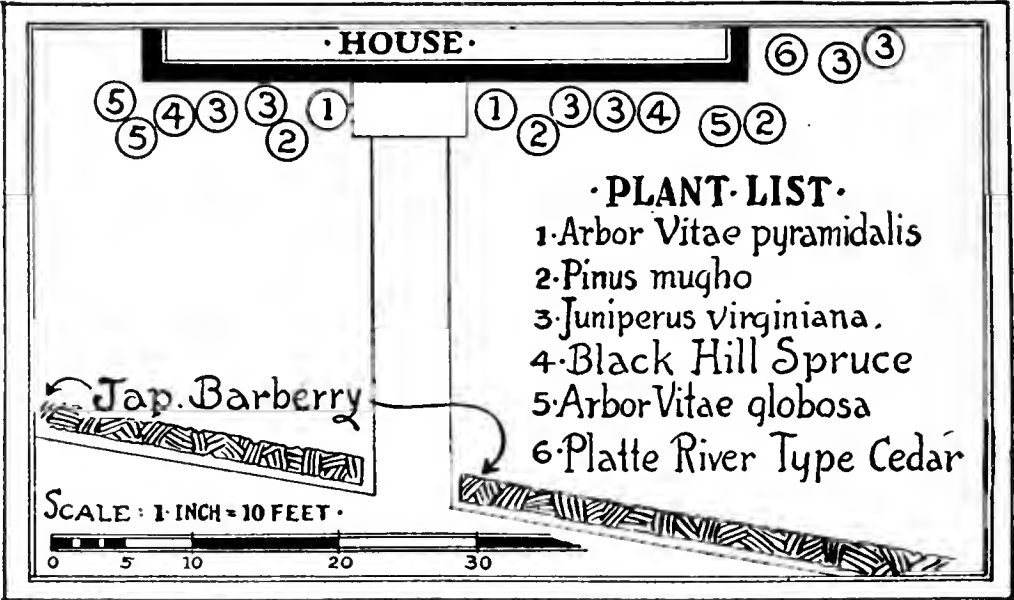 ·HOUSE·
6 3 3
5 5 4 3 3 2 1 1 2 3 3 4 5 2
·PLANT·LIST·
1·Arbor Vitae pyramidalis
2·Pinus mugho
3·Juniperus virginiana.
4·Black Hill Spruce
5·Arbor Vitae globosa
6·Platte River Type Cedar
Jap. Barberry
SCALE: 1·INCH=10 FEET·
0 5 10 20 30